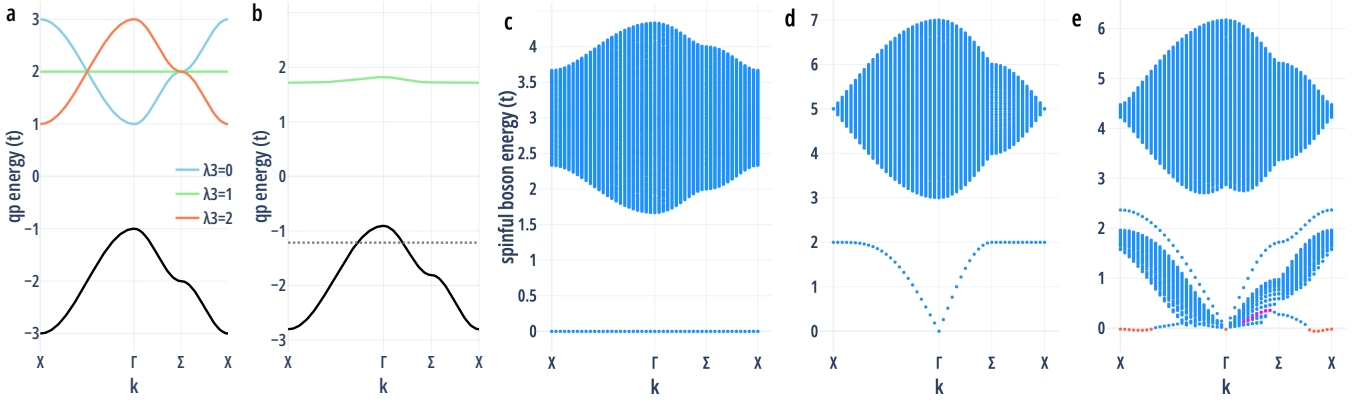 a
qp energy (t)
3
2
1
0
−1
−2
−3
λ3=0
λ3=1
λ3=2
X Γ Σ X
k
b
qp energy (t)
2
1
0
−1
−2
−3
X Γ Σ X
k
c
spinful boson energy (t)
4
3.5
3
2.5
2
1.5
1
0.5
0
X Γ X
k
d
7
6
5
4
3
2
1
0
X Γ Σ X
k
e
6
5
4
3
2
1
0
X Γ Σ X
k